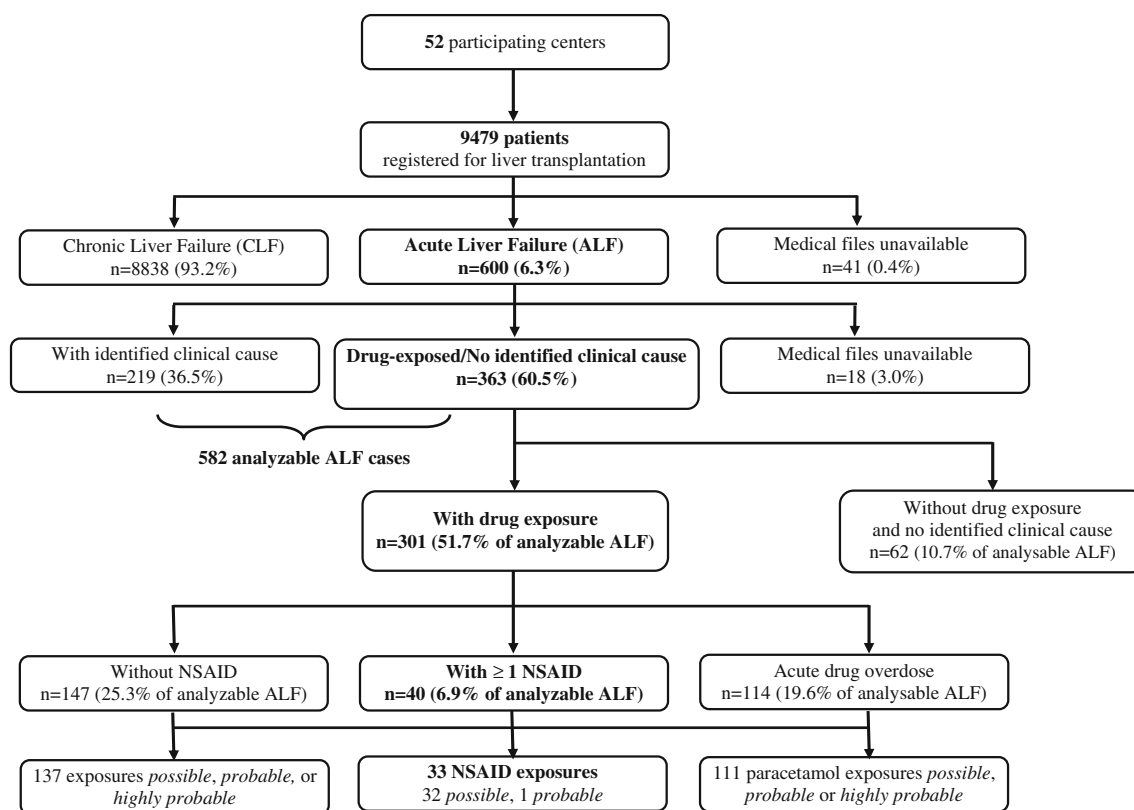 52 participating centers
9479 patients
registered for liver transplantation
Chronic Liver Failure (CLF)
n=8838 (93.2%)
Acute Liver Failure (ALF)
n=600 (6.3%)
Medical files unavailable
n=41 (0.4%)
With identified clinical cause
n=219 (36.5%)
Drug-exposed/No identified clinical cause
n=363 (60.5%)
Medical files unavailable
n=18 (3.0%)
582 analyzable ALF cases
With drug exposure
n=301 (51.7% of analyzable ALF)
Without drug exposure
and no identified clinical cause
n=62 (10.7% of analysable ALF)
Without NSAID
n=147 (25.3% of analyzable ALF)
With ≥ 1 NSAID
n=40 (6.9% of analyzable ALF)
Acute drug overdose
n=114 (19.6% of analysable ALF)
137 exposures possible, probable, or
highly probable
33 NSAID exposures
32 possible, 1 probable
111 paracetamol exposures possible,
probable or highly probable